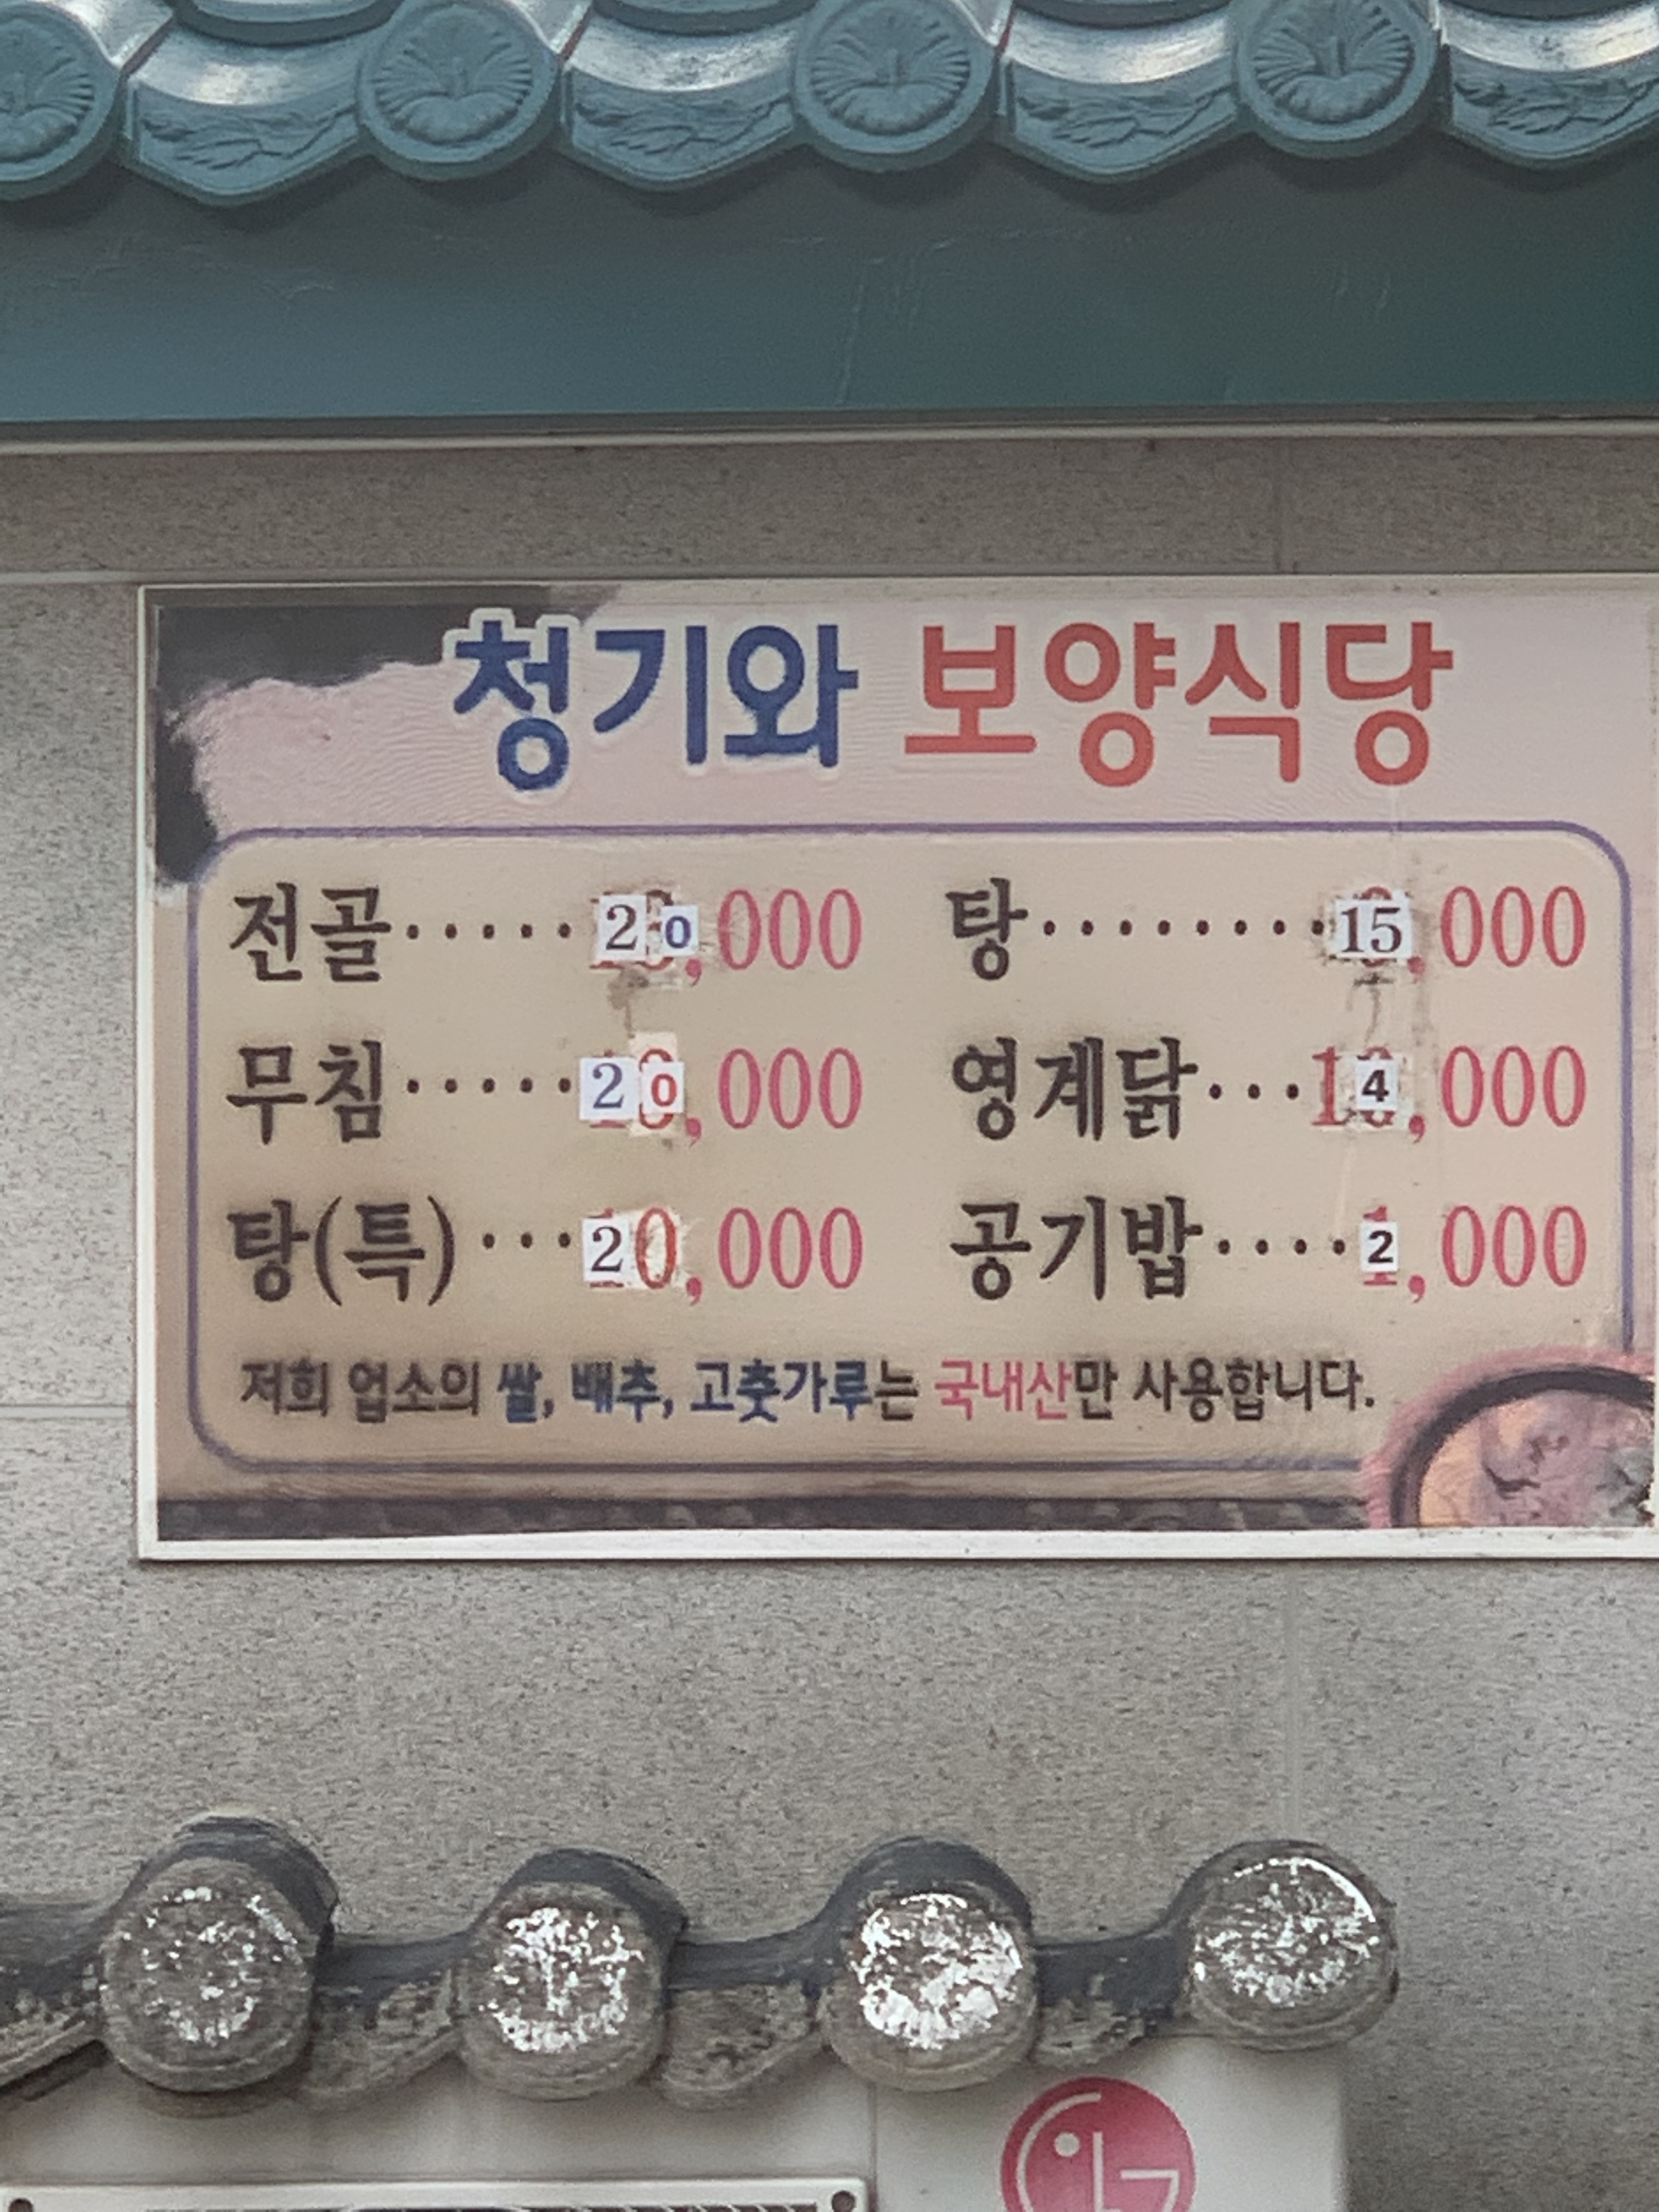 청기와 보양식당
전골·····20,000 탕········15,000
무침·····20,000 영계닭···14,000
탕(특)···20,000 공기밥····2,000
저희 업소의 쌀, 배추, 고춧가루는 국내산만 사용합니다.
LG